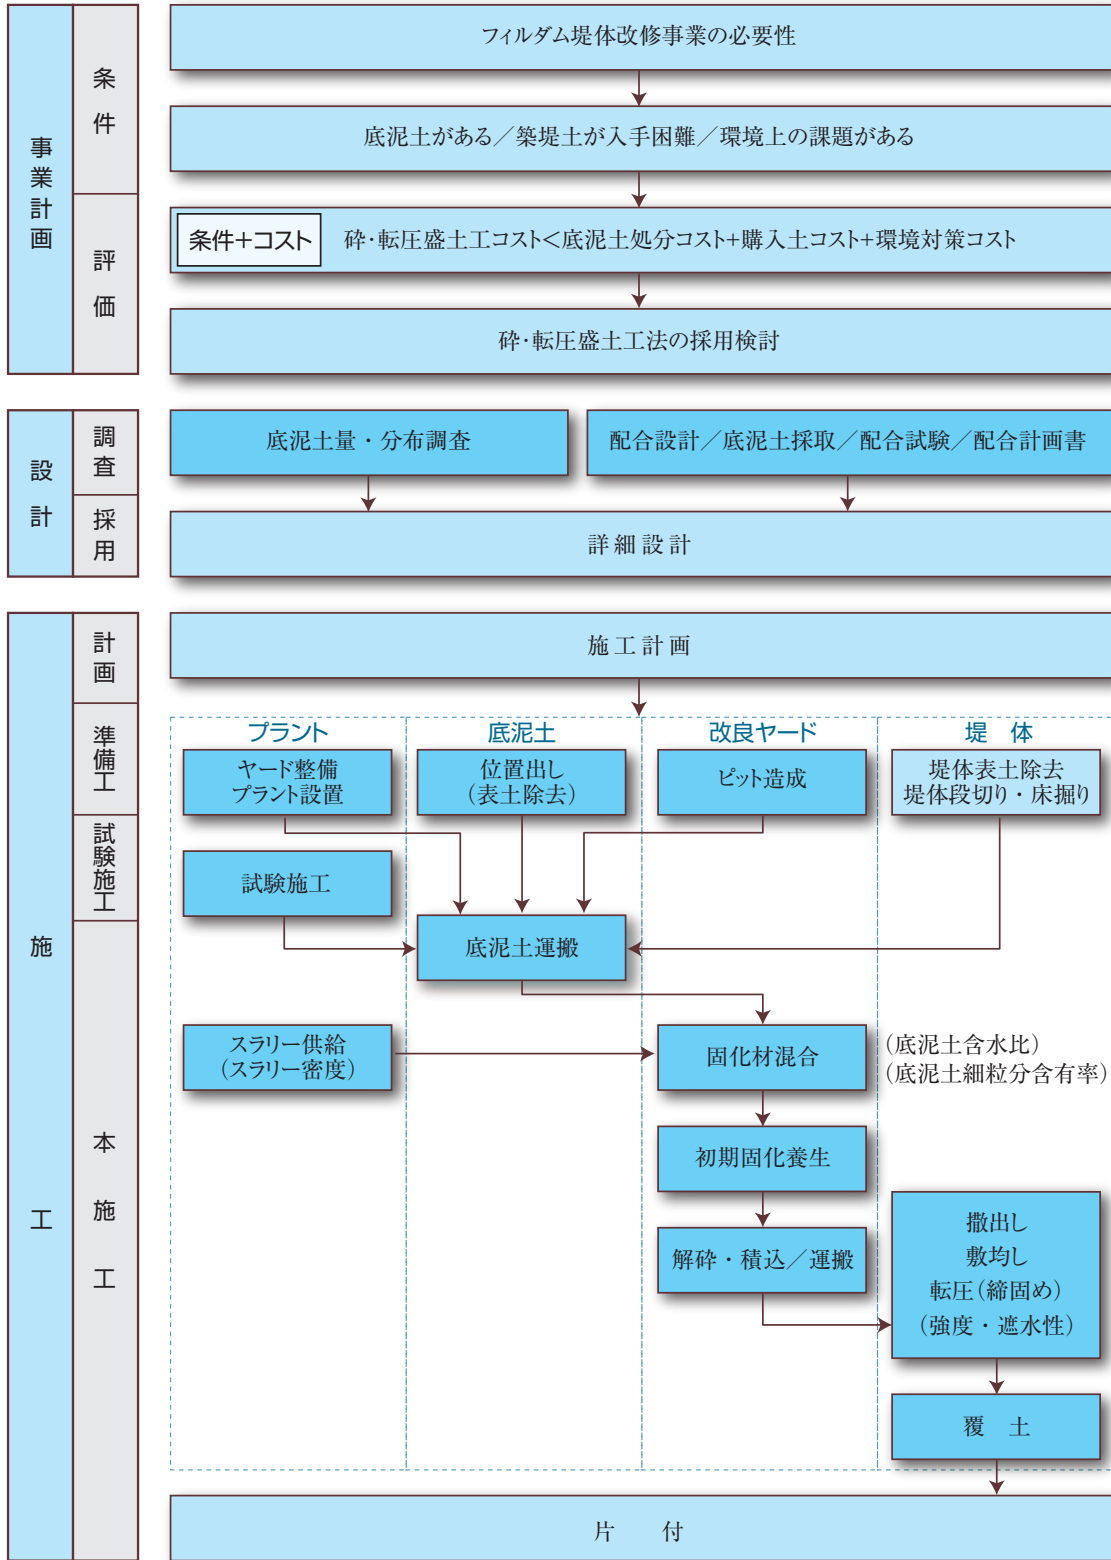 事業計画
条件
フィルダム堤体改修事業の必要性
底泥土がある／築堤土が入手困難／環境上の課題がある
評価
条件+コスト
砕・転圧盛土工コスト<底泥土処分コスト+購入土コスト+環境対策コスト
砕・転圧盛土工法の採用検討
設計
調査
底泥土量・分布調査
配合設計／底泥土採取／配合試験／配合計画書
採用
詳細設計
施工
計画
施工計画
準備工
プラント
底泥土
改良ヤード
堤　体
ヤード整備
プラント設置
位置出し
(表土除去)
ピット造成
堤体表土除去
堤体段切り・床掘り
試験施工
試験施工
本施工
底泥土運搬
スラリー供給
(スラリー密度)
固化材混合
(底泥土含水比)
(底泥土細粒分含有率)
初期固化養生
解砕・積込／運搬
撒出し
敷均し
転圧(締固め)
(強度・遮水性)
覆　土
片　付